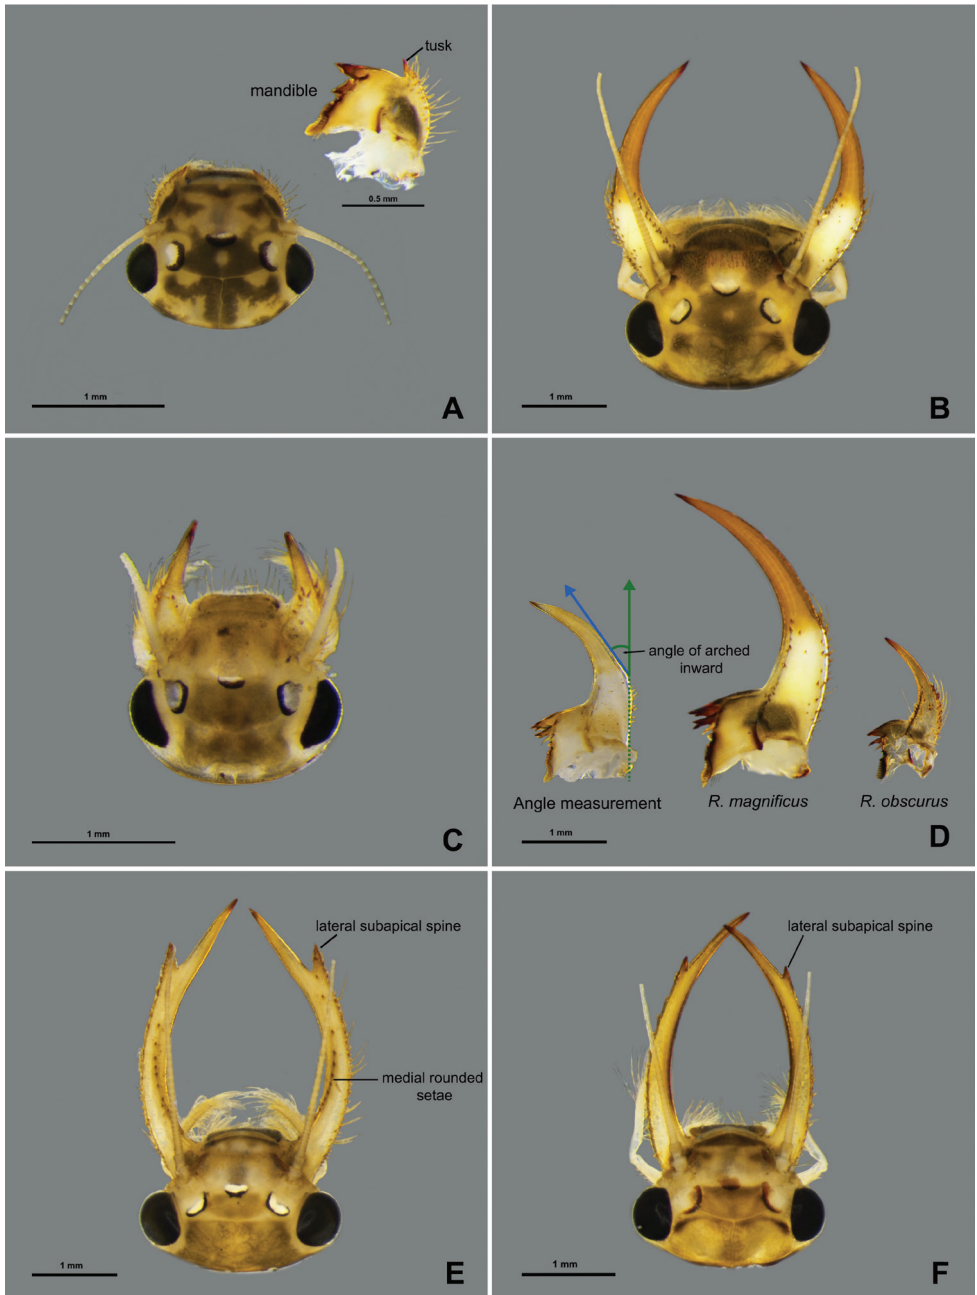 tusk
mandible
0.5 mm
1 mm
A
1 mm
B
1 mm
C
angle of arched
inward
Angle measurement
R. magnificus
R. obscurus
1 mm
D
lateral subapical spine
medial rounded
setae
1 mm
E
lateral subapical spine
1 mm
F